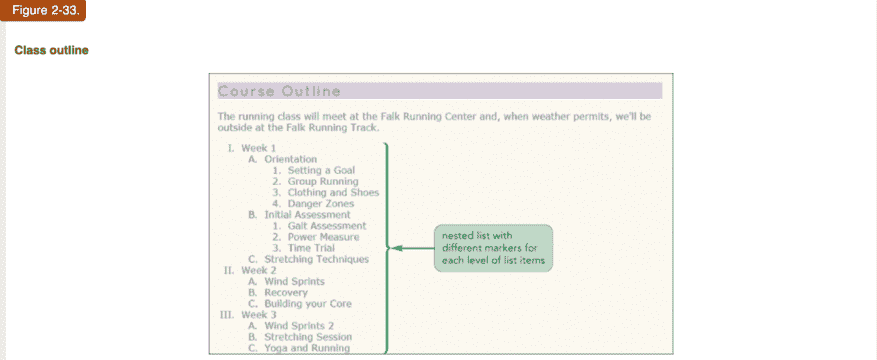 Figure 2-33.
Class outline
Course Outline
The running class will meet at the Falk Running Center and, when weather permits, we'll be
outside at the Falk Running Track.
I. Week 1
A. Orientation
1. Setting a Goal
2. Group Running
3. Clothing and Shoes
4. Danger Zones
B. Initial Assessment
1. Gait Assessment
2. Power Measure
3. Time Trial
C. Stretching Techniques
II. Week 2
A. Wind Sprints
B. Recovery
C. Building your Core
III. Week 3
A. Wind Sprints 2
B. Stretching Session
C. Yoga and Running
nested list with
different markers for
each level of list items